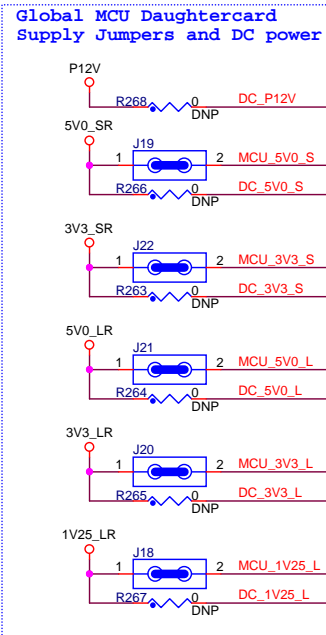 Global MCU Daughtercard
Supply Jumpers and DC power
P12V
R268 0 DC_P12V
DNP
5V0_SR
J19
1 2 MCU_5V0_S
R266 0 DC_5V0_S
DNP
3V3_SR
J22
1 2 MCU_3V3_S
R263 0 DC_3V3_S
DNP
5V0_LR
J21
1 2 MCU_5V0_L
R264 0 DC_5V0_L
DNP
3V3_LR
J20
1 2 MCU_3V3_L
R265 0 DC_3V3_L
DNP
1V25_LR
J18
1 2 MCU_1V25_L
R267 0 DC_1V25_L
DNP